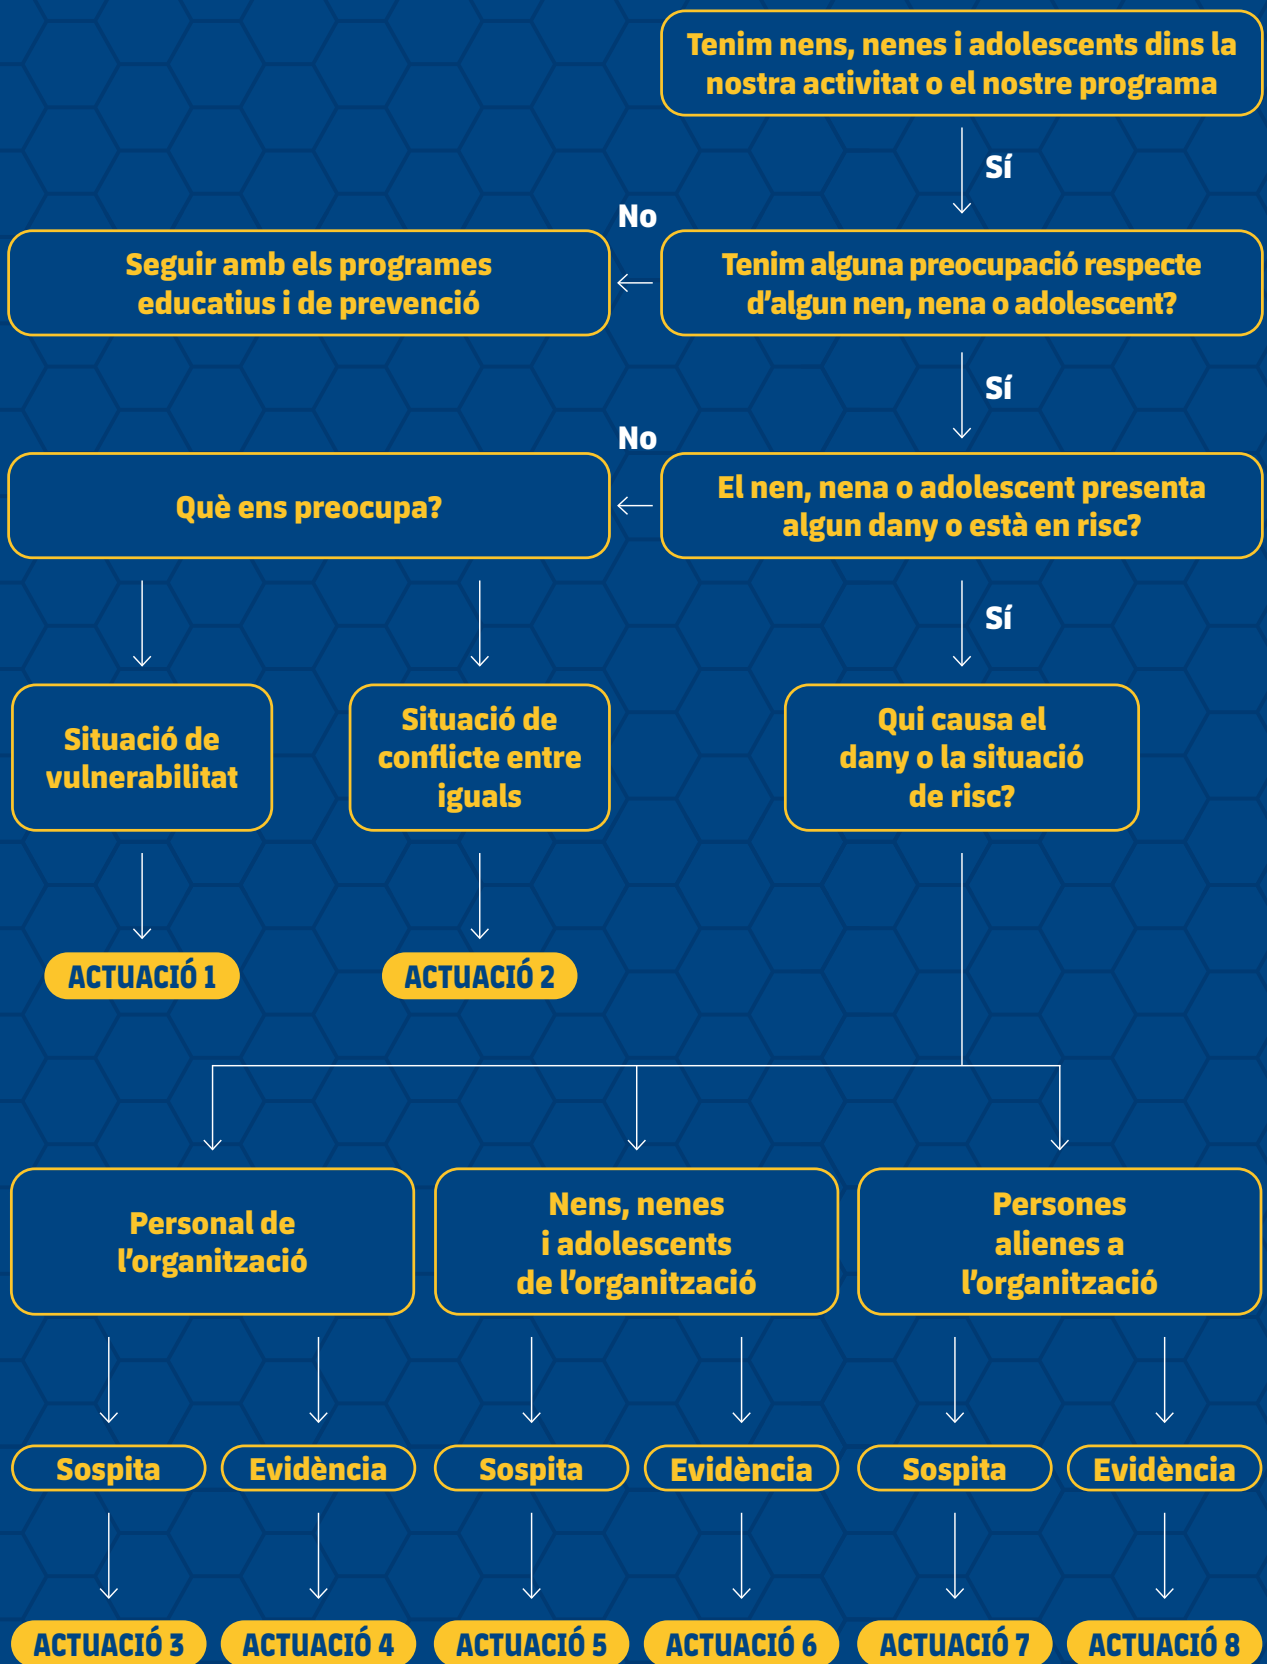 Tenim nens, nenes i adolescents dins la
nostra activitat o el nostre programa
Sí
Tenim alguna preocupació respecte
d'algun nen, nena o adolescent?
No
Seguir amb els programes
educatius i de prevenció
Sí
El nen, nena o adolescent presenta
algun dany o està en risc?
No
Què ens preocupa?
Situació de
vulnerabilitat
ACTUACIÓ 1
Situació de
conflicte entre
iguals
ACTUACIÓ 2
Sí
Qui causa el
dany o la situació
de risc?
Personal de
l'organització
Nens, nenes
i adolescents
de l'organització
Persones
alienes a
l'organització
Sospita
Evidència
Sospita
Evidència
Sospita
Evidència
ACTUACIÓ 3
ACTUACIÓ 4
ACTUACIÓ 5
ACTUACIÓ 6
ACTUACIÓ 7
ACTUACIÓ 8